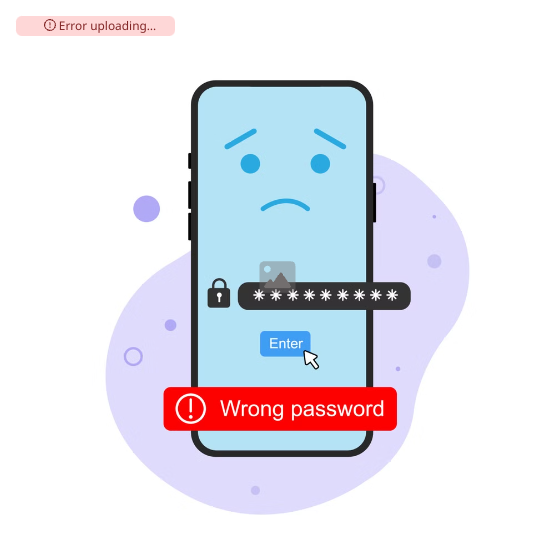 Error uploading...
*********
Enter
Wrong password